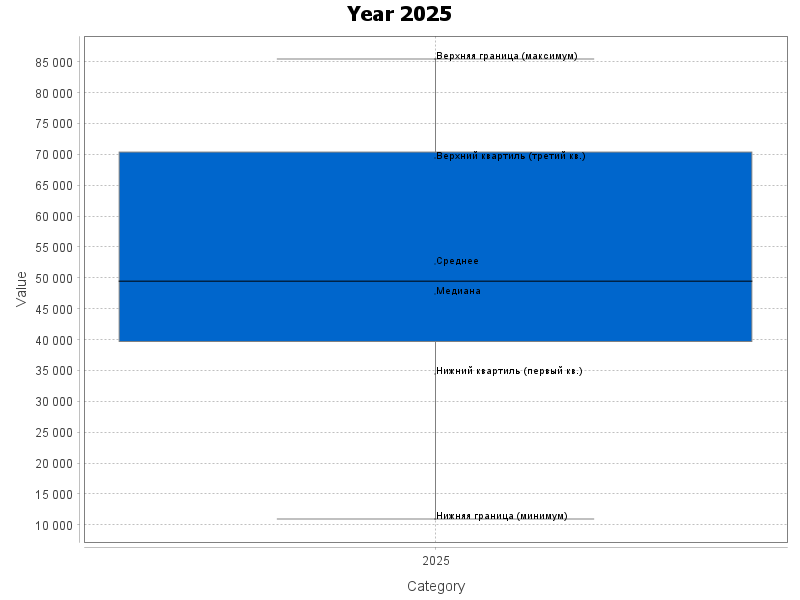 Year 2025
Value
85 000
80 000
75 000
70 000
65 000
60 000
55 000
50 000
45 000
40 000
35 000
30 000
25 000
20 000
15 000
10 000
Верхняя граница (максимум)
Верхний квартиль (третий кв.)
Среднее
Медиана
Нижний квартиль (первый кв.)
Нижняя граница (минимум)
2025
Category